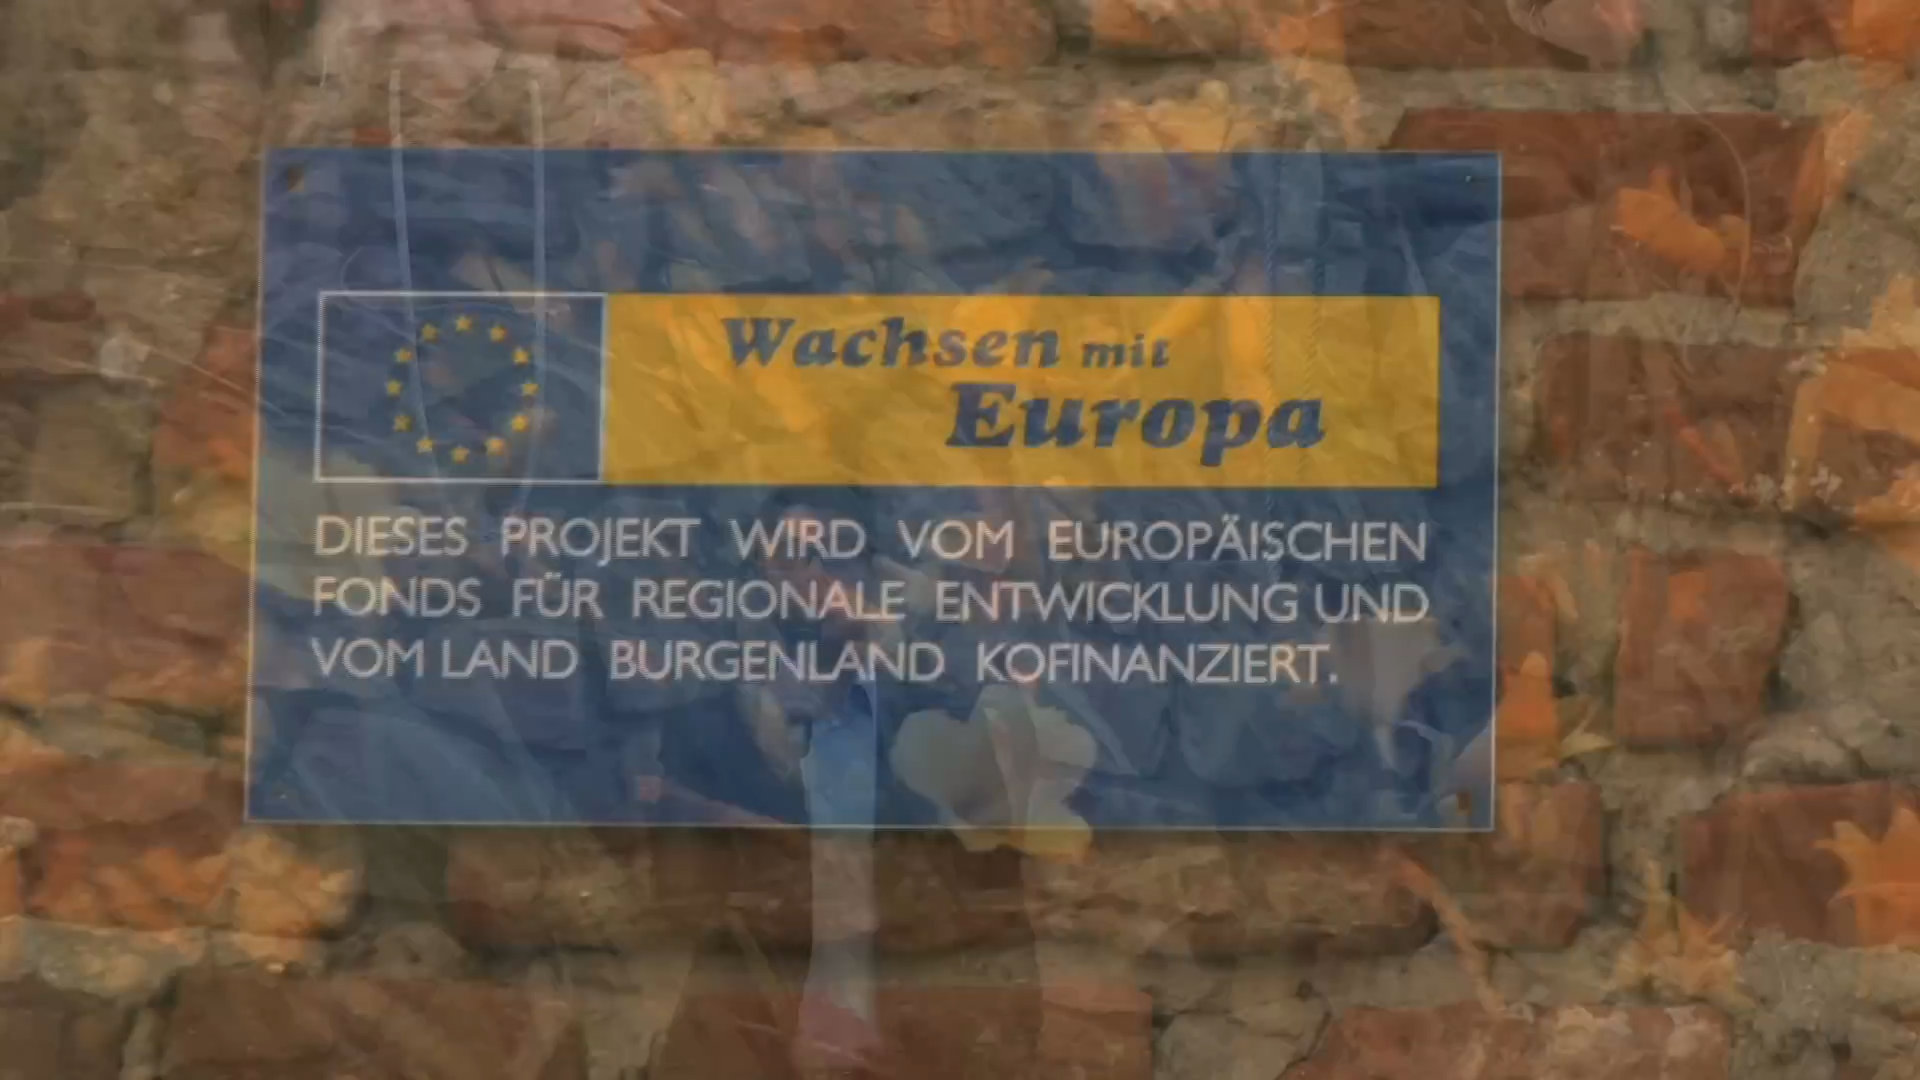 Wachsen mit
Europa
DIESES PROJEKT WIRD VOM EUROPÄISCHEN
FONDS FÜR REGIONALE ENTWICKLUNG UND
VOM LAND BURGENLAND KOFINANZIERT.